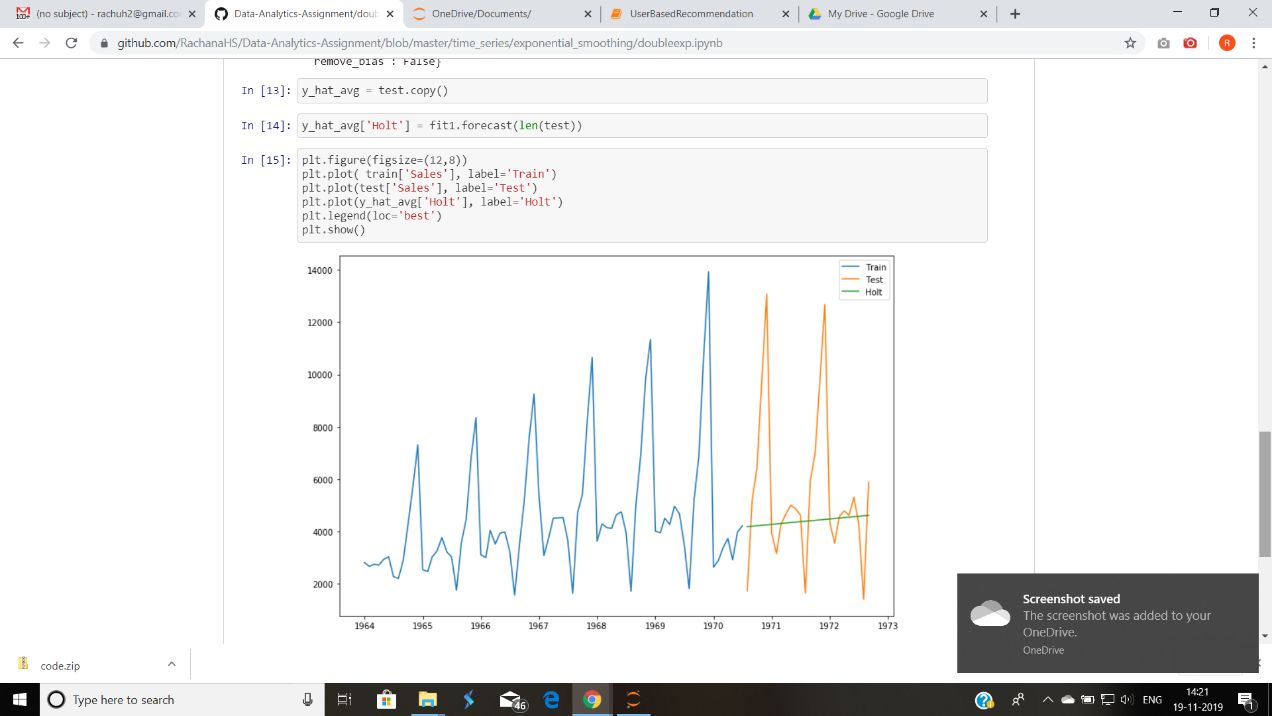 (no subject) - rachuh2@gmail.co
Data-Analytics-Assignment/doub
OneDrive/Documents/
UserBasedRecommendation
My Drive - Google Drive
github.com/RachanaHS/Data-Analytics-Assignment/blob/master/time_series/exponential_smoothing/doubleexp.ipynb
R
remove_bias : False}
In [13]: y_hat_avg = test.copy()
In [14]: y_hat_avg['Holt'] = fit1.forecast(len(test))
In [15]: plt.figure(figsize=(12,8))
plt.plot( train['Sales'], label='Train')
plt.plot(test['Sales'], label='Test')
plt.plot(y_hat_avg['Holt'], label='Holt')
plt.legend(loc='best')
plt.show()
14000
12000
10000
8000
6000
4000
2000
Train
Test
Holt
1964 1965 1966 1967 1968 1969 1970 1971 1972 1973
Screenshot saved
The screenshot was added to your
OneDrive.
OneDrive
code.zip
Type here to search
46
ENG
14:21
19-11-2019
1